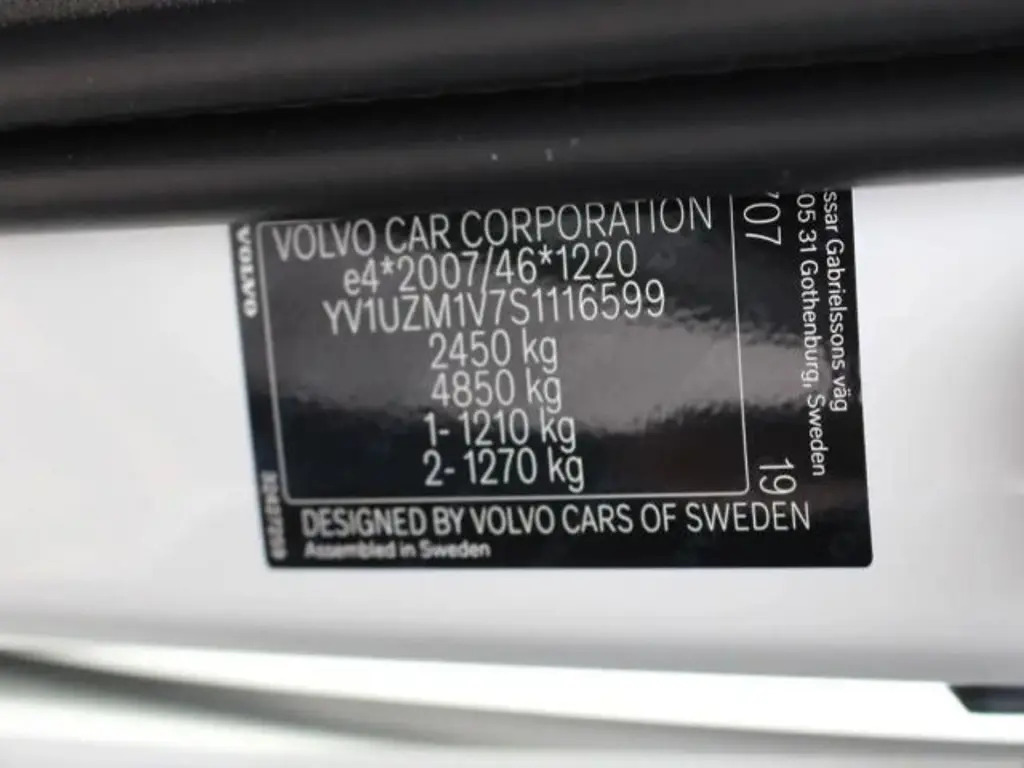 VOLVO
VOLVO CAR CORPORATION
e4*2007/46*1220
YV1UZM1V7S1116599
2450 kg
4850 kg
1- 1210 kg
2- 1270 kg
DESIGNED BY VOLVO CARS OF SWEDEN
Assembled in Sweden
707
19
ssar Gabrielssons väg
05 31 Gothenburg, Sweden